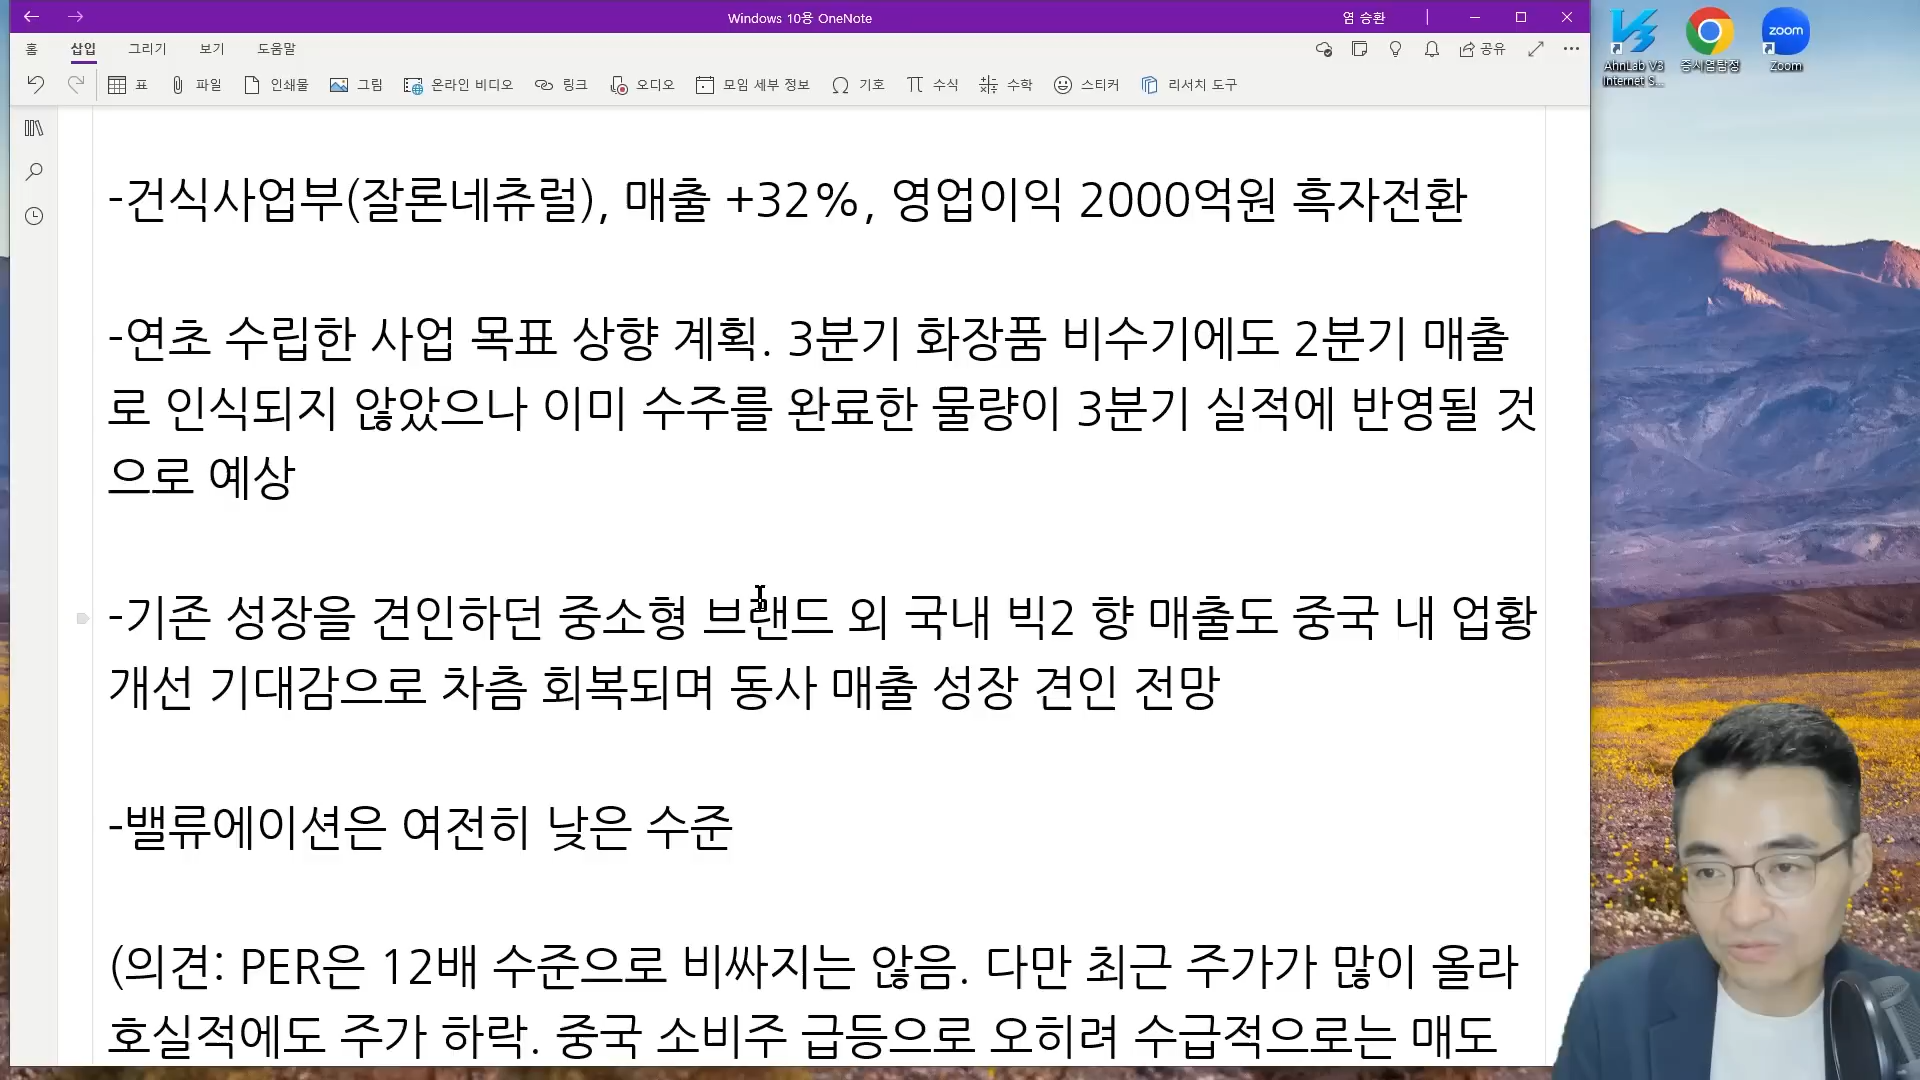 Windows 10용 OneNote
염 승환
홈 삽입 그리기 보기 도움말
공유
표 파일 인쇄물 그림 온라인 비디오 링크 오디오 모임 세부 정보 기호 수식 수학 스티커 리서치 도구
AhnLab V3
Internet S...
증시염탐정
zoom
Zoom
-건식사업부(잘론네츄럴), 매출 +32%, 영업이익 2000억원 흑자전환
-연초 수립한 사업 목표 상향 계획. 3분기 화장품 비수기에도 2분기 매출
로 인식되지 않았으나 이미 수주를 완료한 물량이 3분기 실적에 반영될 것
으로 예상
-기존 성장을 견인하던 중소형 브랜드 외 국내 빅2 향 매출도 중국 내 업황
개선 기대감으로 차츰 회복되며 동사 매출 성장 견인 전망
-밸류에이션은 여전히 낮은 수준
(의견: PER은 12배 수준으로 비싸지는 않음. 다만 최근 주가가 많이 올라
호실적에도 주가 하락. 중국 소비주 급등으로 오히려 수급적으로는 매도